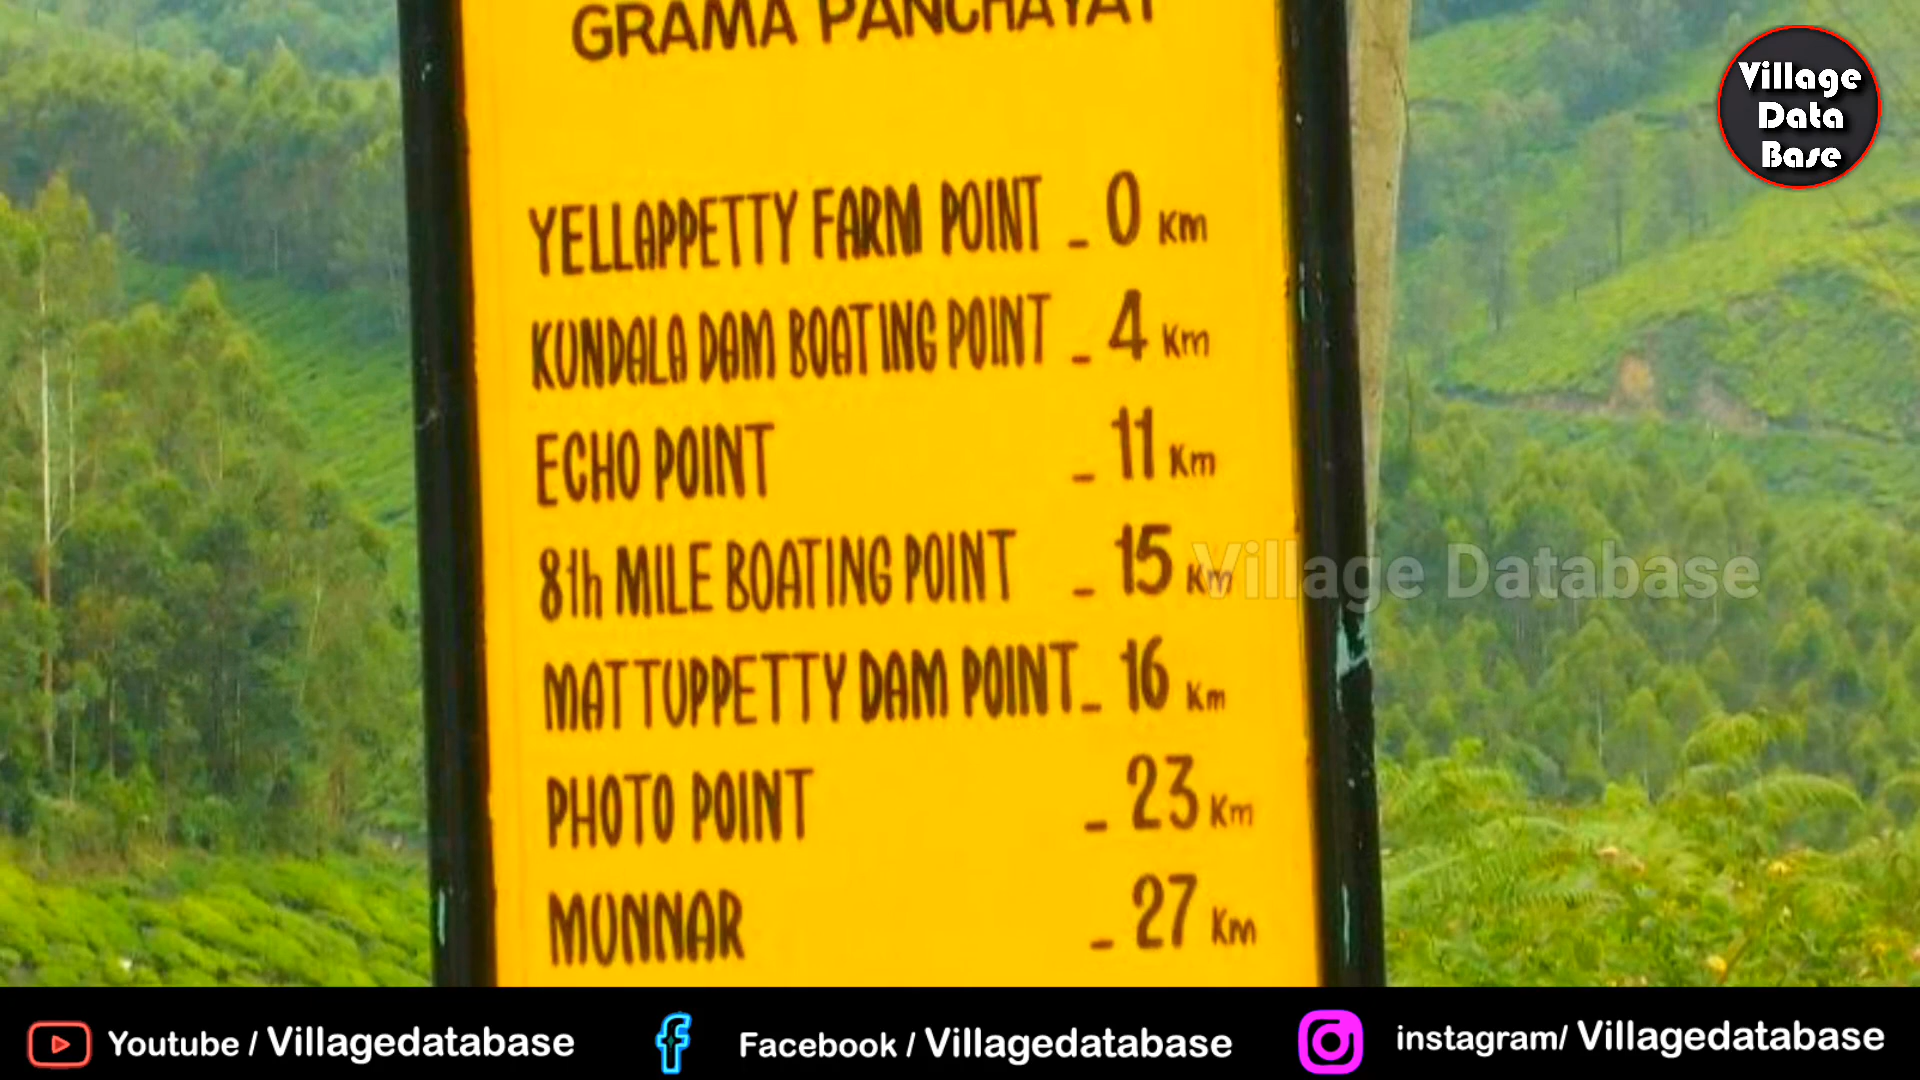 GRAMA PANCHAYAT
Village
Data
Base
YELLAPPETTY FARM POINT - 0 Km
KUNDALA DAM BOATING POINT - 4 Km
ECHO POINT - 11 Km
8th MILE BOATING POINT - 15 Km
Village Database
MATTUPPETTY DAM POINT - 16 Km
PHOTO POINT - 23 Km
MUNNAR - 27 Km
Youtube / Villagedatabase
Facebook / Villagedatabase
instagram/ Villagedatabase